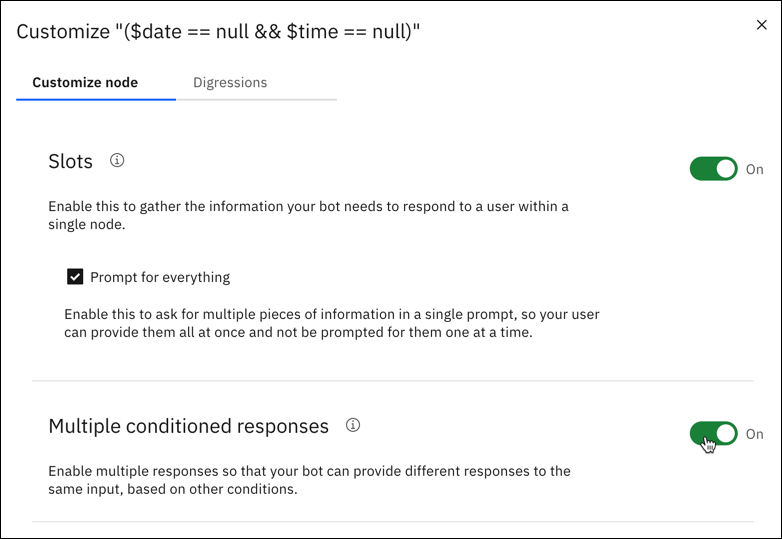 Customize "($date == null && $time == null)"
Customize node
Digressions
Slots
On
Enable this to gather the information your bot needs to respond to a user within a
single node.
Prompt for everything
Enable this to ask for multiple pieces of information in a single prompt, so your user
can provide them all at once and not be prompted for them one at a time.
Multiple conditioned responses
On
Enable multiple responses so that your bot can provide different responses to the
same input, based on other conditions.